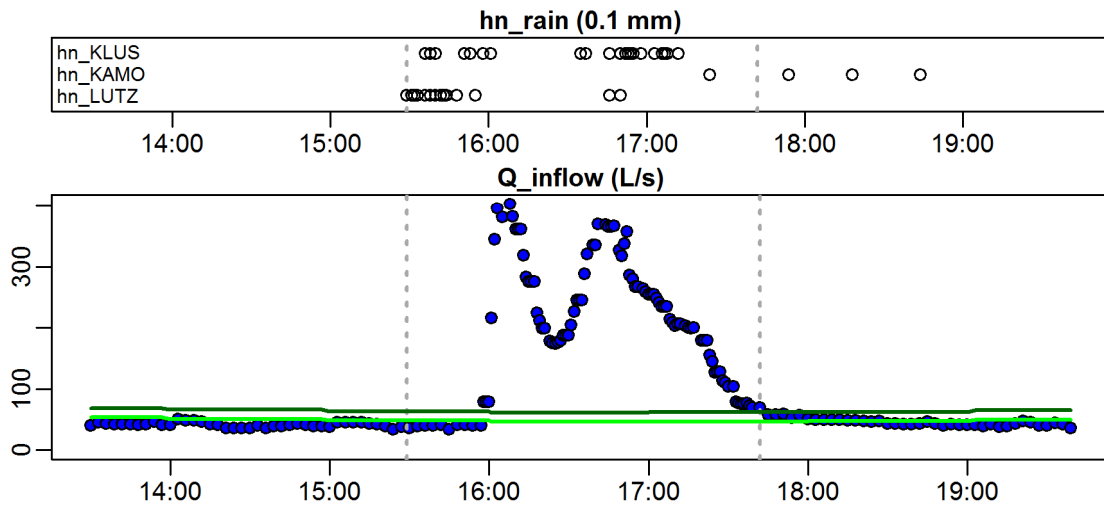 hn_rain (0.1 mm)
hn_KLUS
hn_KAMO
hn_LUTZ
14:00 15:00 16:00 17:00 18:00 19:00
Q_inflow (L/s)
300
100
0
14:00 15:00 16:00 17:00 18:00 19:00